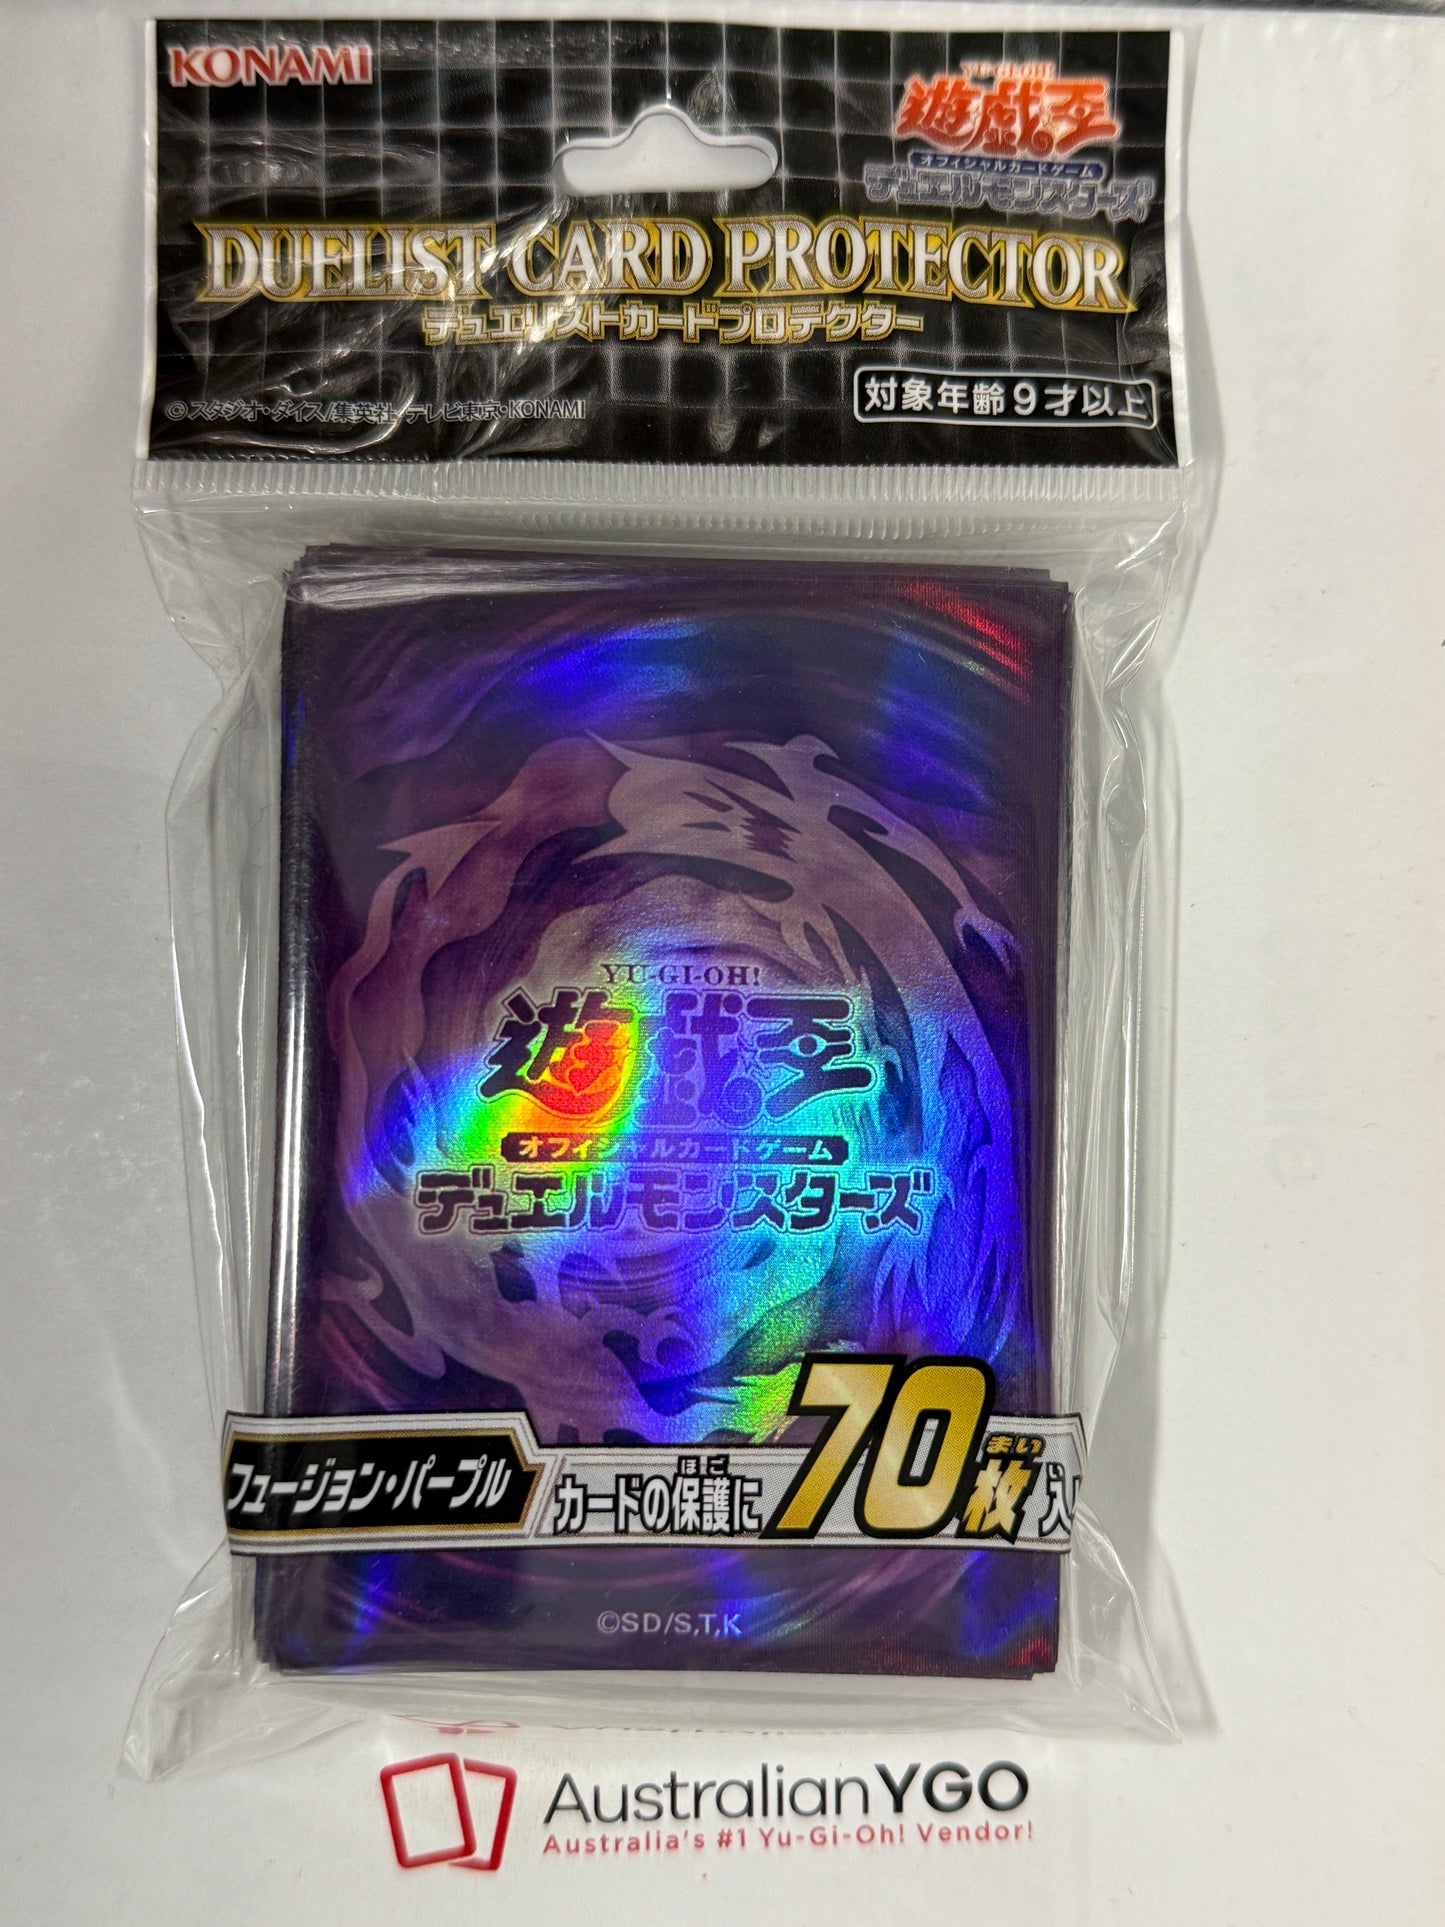 KONAMI
YU-GI-OH!
遊戯王
オフィシャルカードゲーム
デュエルモンスターズ
DUELIST CARD PROTECTOR
デュエリストカードプロテクター
©スタジオ・ダイス/集英社・テレビ東京・KONAMI
対象年齢9才以上
YU-GI-OH!
遊戯王
オフィシャルカードゲーム
デュエルモンスターズ
フュージョン・パープル
ほご
まい
カードの保護に70枚入
©SD/S,T,K
AustralianYGO
Australia's #1 Yu-Gi-Oh! Vendor!